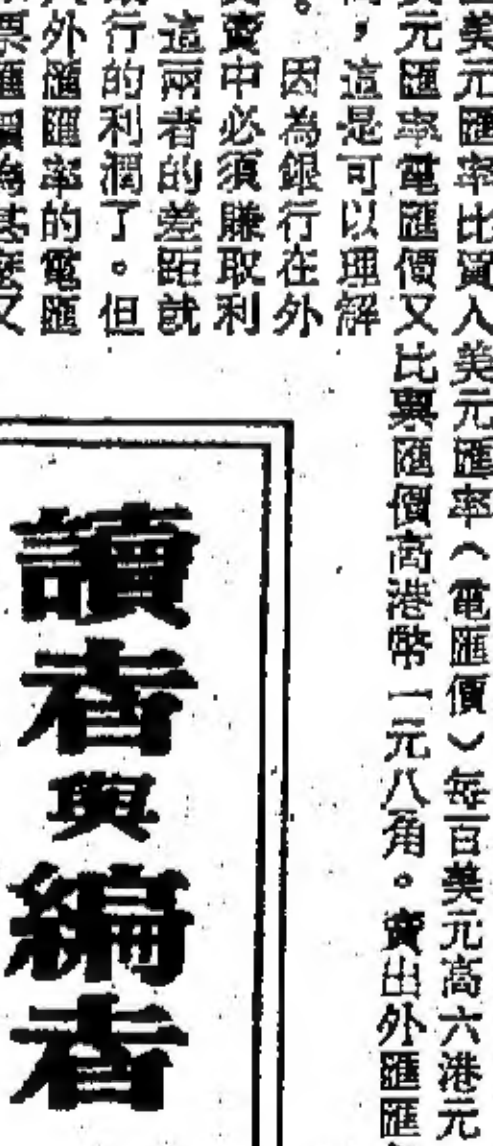 美元匯率比買入美元匯率（電匯價）每百美元高六港元
元匯率電匯價又比票匯價高港幣一元八角。賣出外匯匯
，這是可以理解
。因為銀行在外
賣中必須賺取利
這兩者的差距就
行的利潤了。但
外匯匯率的電匯
票匯價為甚麼又
讀者與編者